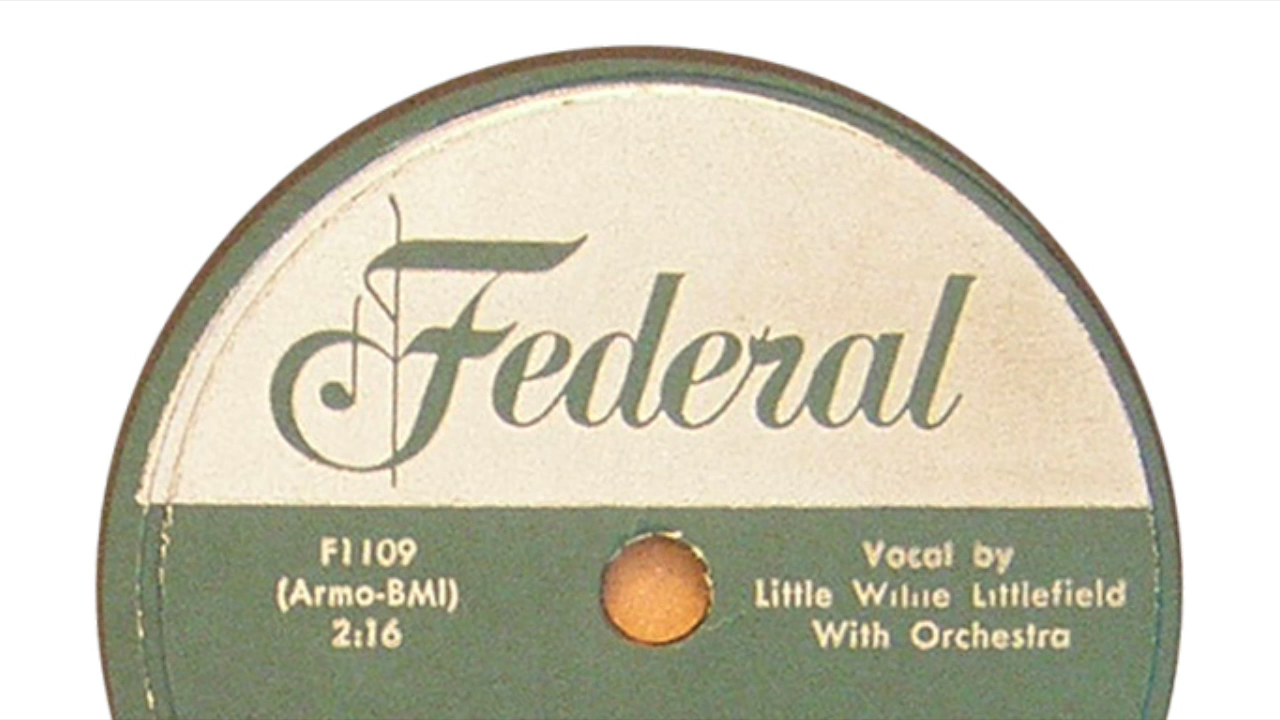 Federal
F1109
(Armo-BMI)
2:16
Vocal by
Little Willie Littlefield
With Orchestra